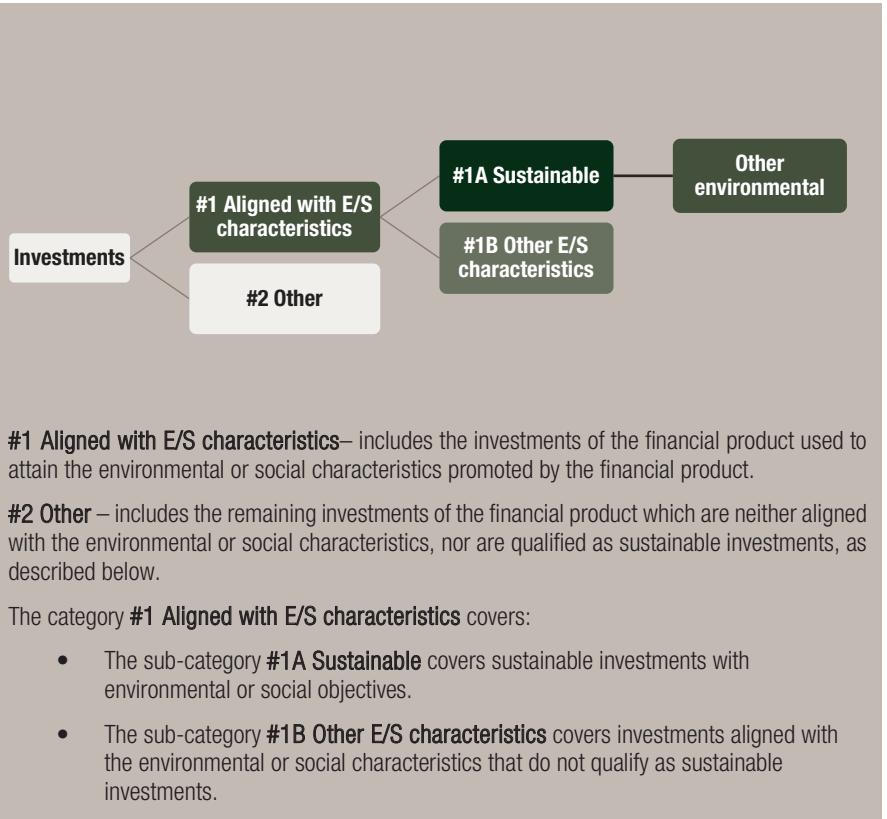 Investments
#1 Aligned with E/S
characteristics
#2 Other
#1A Sustainable
#1B Other E/S
characteristics
Other
environmental
#1 Aligned with E/S characteristics– includes the investments of the financial product used to
attain the environmental or social characteristics promoted by the financial product.
#2 Other – includes the remaining investments of the financial product which are neither aligned
with the environmental or social characteristics, nor are qualified as sustainable investments, as
described below.
The category #1 Aligned with E/S characteristics covers:
• The sub-category #1A Sustainable covers sustainable investments with
environmental or social objectives.
• The sub-category #1B Other E/S characteristics covers investments aligned with
the environmental or social characteristics that do not qualify as sustainable
investments.